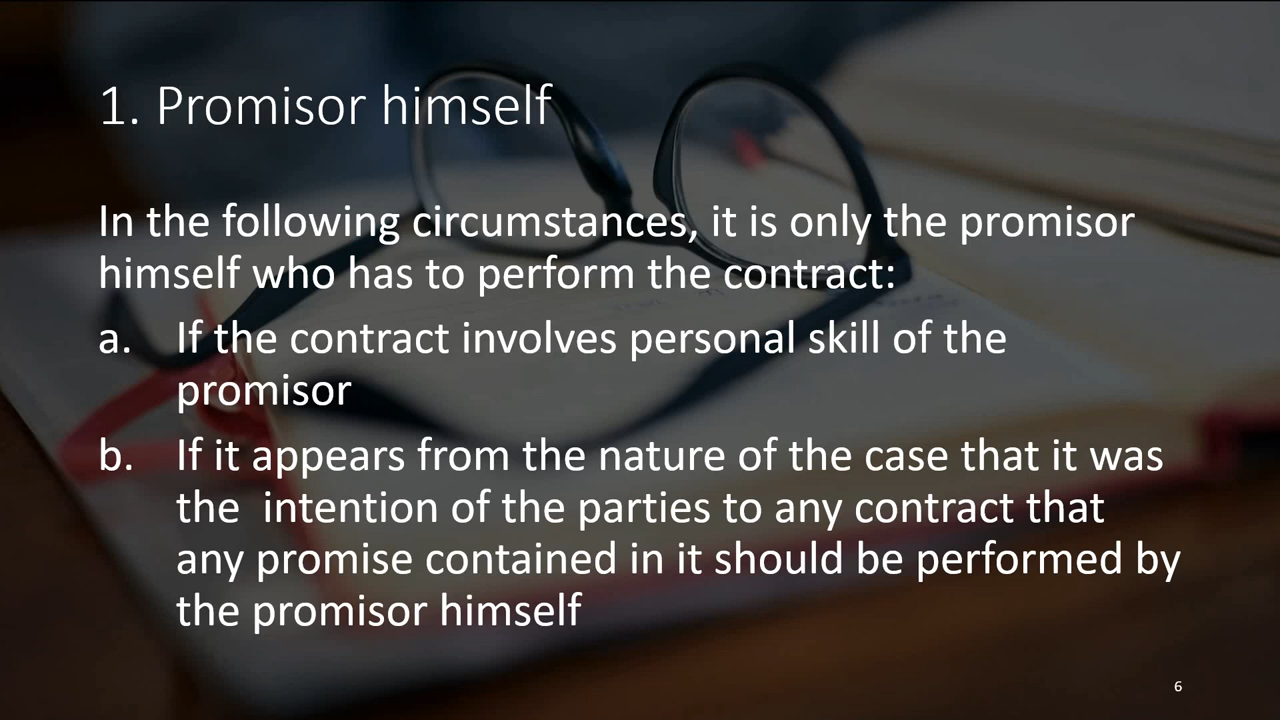 1. Promisor himself
In the following circumstances, it is only the promisor
himself who has to perform the contract:
a. If the contract involves personal skill of the
promisor
b. If it appears from the nature of the case that it was
the  intention of the parties to any contract that
any promise contained in it should be performed by
the promisor himself
6